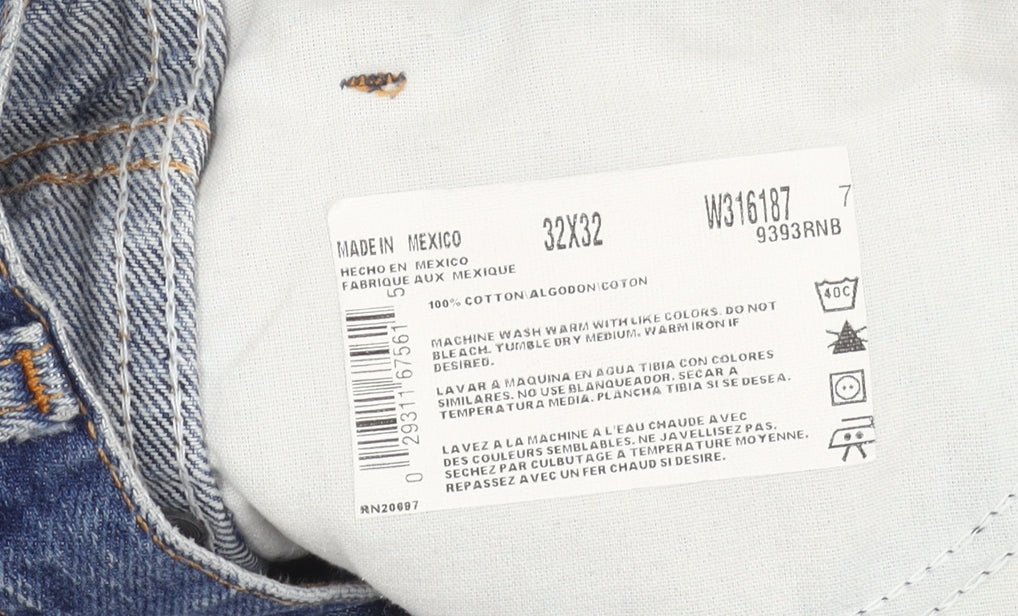 MADE IN MEXICO
HECHO EN MEXICO
FABRIQUE AUX MEXIQUE
32X32
W316187 7
9393RNB
100% COTTON\ALGODON\COTON
40C
MACHINE WASH WARM WITH LIKE COLORS. DO NOT
BLEACH. TUMBLE DRY MEDIUM. WARM IRON IF
DESIRED.
LAVAR A MAQUINA EN AGUA TIBIA CON COLORES
SIMILARES. NO USE BLANQUEADOR. SECAR A
TEMPERATURA MEDIA. PLANCHA TIBIA SI SE DESEA.
LAVEZ A LA MACHINE A L'EAU CHAUDE AVEC
DES COULEURS SEMBLABLES. NE JAVELLISEZ PAS.
SECHEZ PAR CULBUTAGE A TEMPERATURE MOYENNE.
REPASSEZ AVEC UN FER CHAUD SI DESIRE.
0 29311 67561 5
RN20697